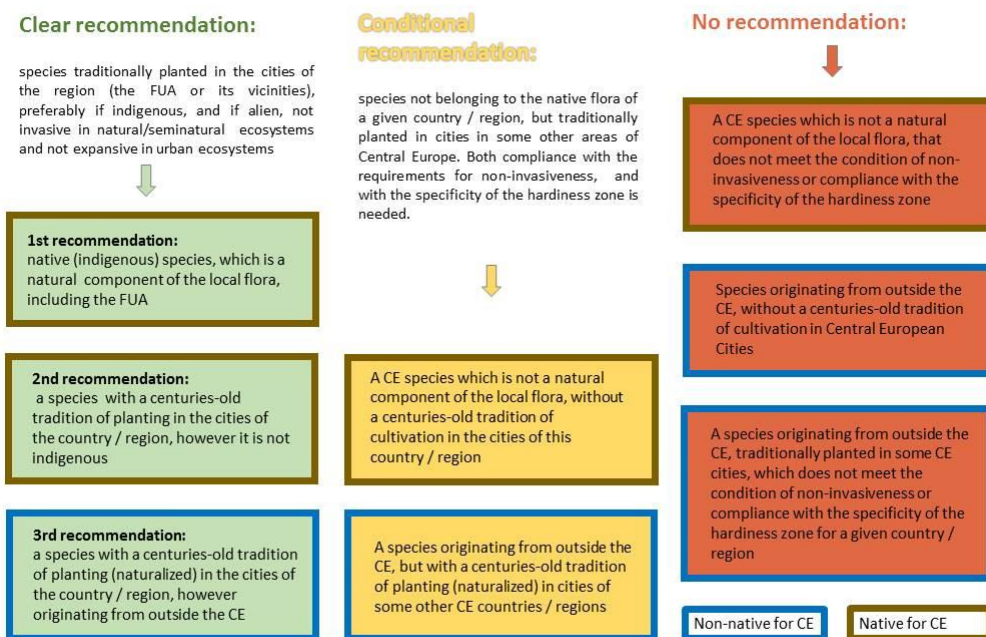 Clear recommendation:
species traditionally planted in the cities of
the region (the FUA or its vicinities),
preferably if indigenous, and if alien, not
invasive in natural/seminatural ecosystems
and not expansive in urban ecosystems
1st recommendation:
native (indigenous) species, which is a
natural component of the local flora,
including the FUA
2nd recommendation:
a species with a centuries-old
tradition of planting in the cities of
the country / region, however it is not
indigenous
3rd recommendation:
a species with a centuries-old tradition
of planting (naturalized) in the cities of
the country / region, however
originating from outside the CE
Conditional
recommendation:
species not belonging to the native flora of
a given country / region, but traditionally
planted in cities in some other areas of
Central Europe. Both compliance with the
requirements for non-invasiveness, and
with the specificity of the hardiness zone is
needed.
A CE species which is not a natural
component of the local flora, without
a centuries-old tradition of
cultivation in the cities of this
country / region
A species originating from outside the
CE, but with a centuries-old tradition
of planting (naturalized) in cities of
some other CE countries / regions
No recommendation:
A CE species which is not a natural
component of the local flora, that
does not meet the condition of non-
invasiveness or compliance with the
specificity of the hardiness zone
Species originating from outside the
CE, without a centuries-old tradition
of cultivation in Central European
Cities
A species originating from outside the
CE, traditionally planted in some CE
cities, which does not meet the
condition of non-invasiveness or
compliance with the specificity of the
hardiness zone for a given country /
region
Non-native for CE
Native for CE